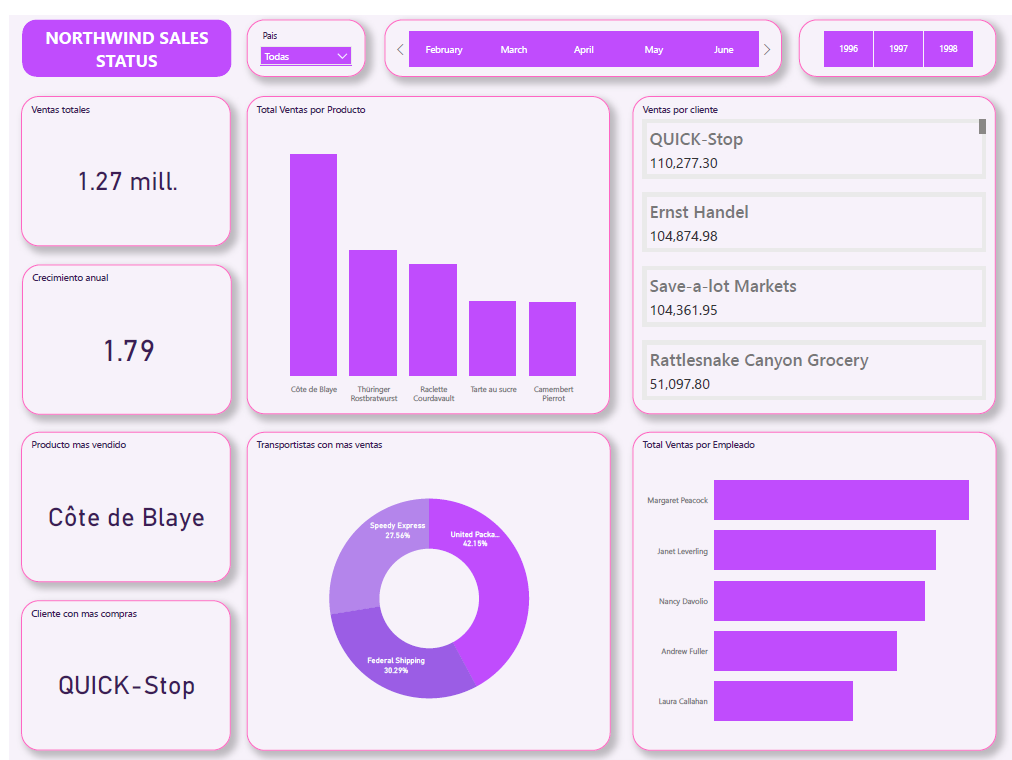 NORTHWIND SALES
STATUS
Pais
Todas
February March April May June
1996 1997 1998
Ventas totales
1.27 mill.
Crecimiento anual
1.79
Producto mas vendido
Côte de Blaye
Cliente con mas compras
QUICK-Stop
Total Ventas por Producto
Côte de Blaye
Thüringer
Rostbratwurst
Raclette
Courdavault
Tarte au sucre
Camembert
Pierrot
Ventas por cliente
QUICK-Stop
110,277.30
Ernst Handel
104,874.98
Save-a-lot Markets
104,361.95
Rattlesnake Canyon Grocery
51,097.80
Transportistas con mas ventas
Speedy Express
27.56%
United Packa...
42.15%
Federal Shipping
30.29%
Total Ventas por Empleado
Margaret Peacock
Janet Leverling
Nancy Davolio
Andrew Fuller
Laura Callahan